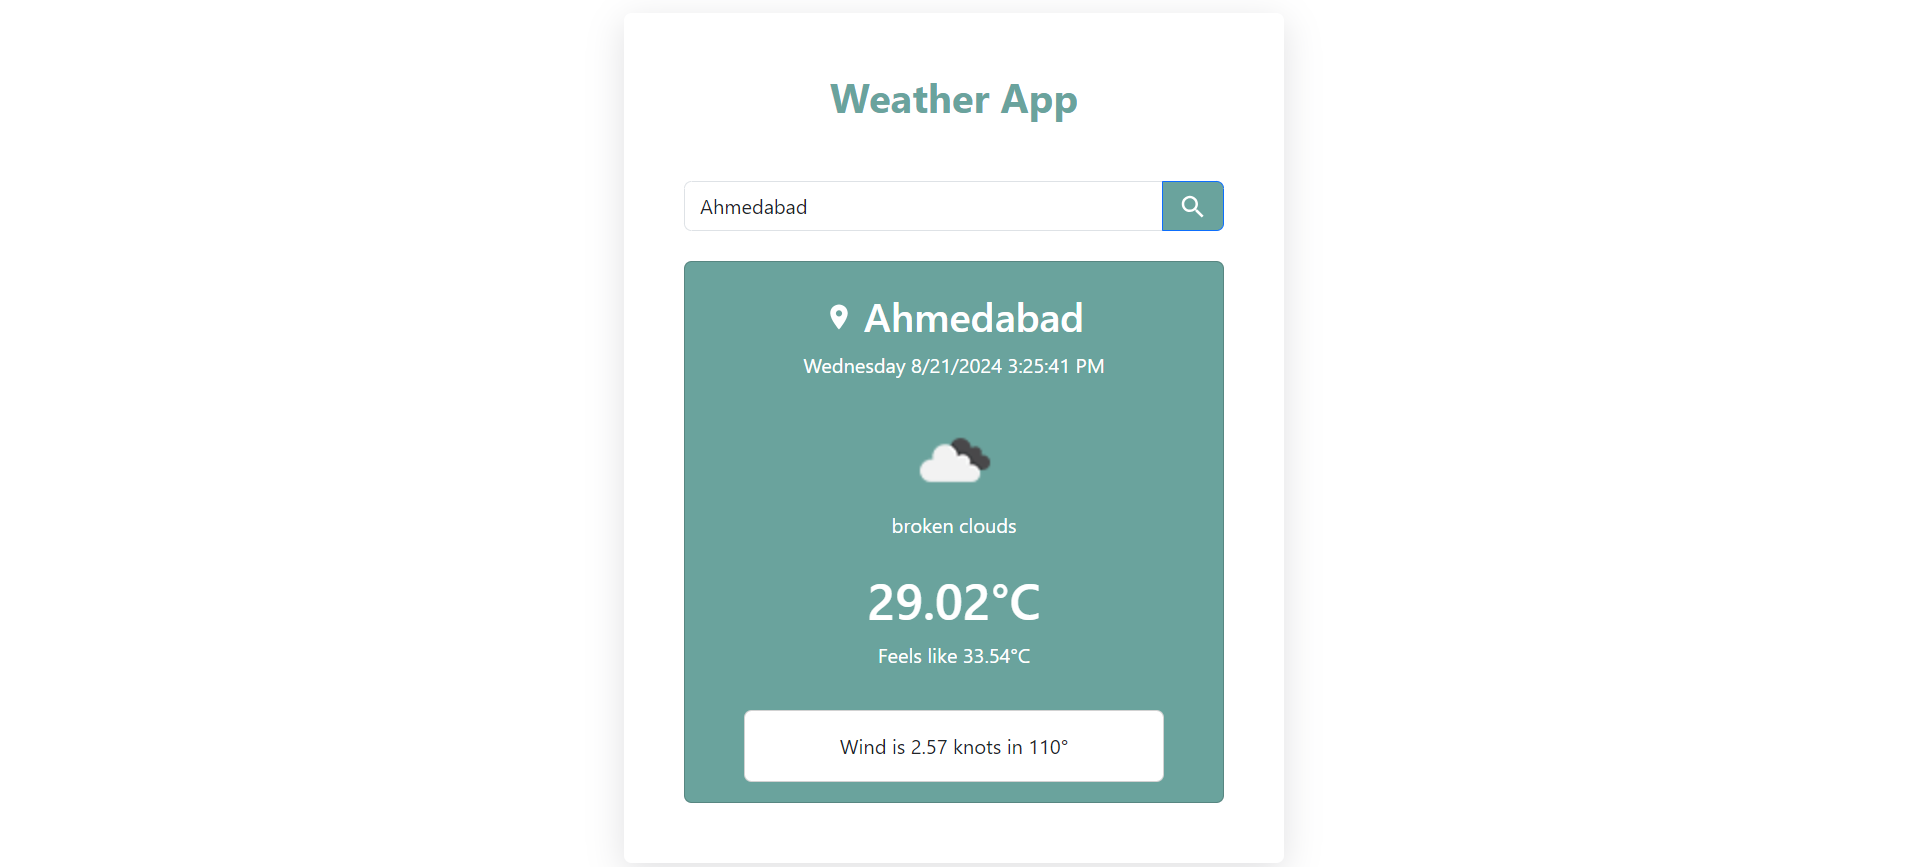 Weather App
Ahmedabad
Ahmedabad
Wednesday 8/21/2024 3:25:41 PM
broken clouds
29.02°C
Feels like 33.54°C
Wind is 2.57 knots in 110°